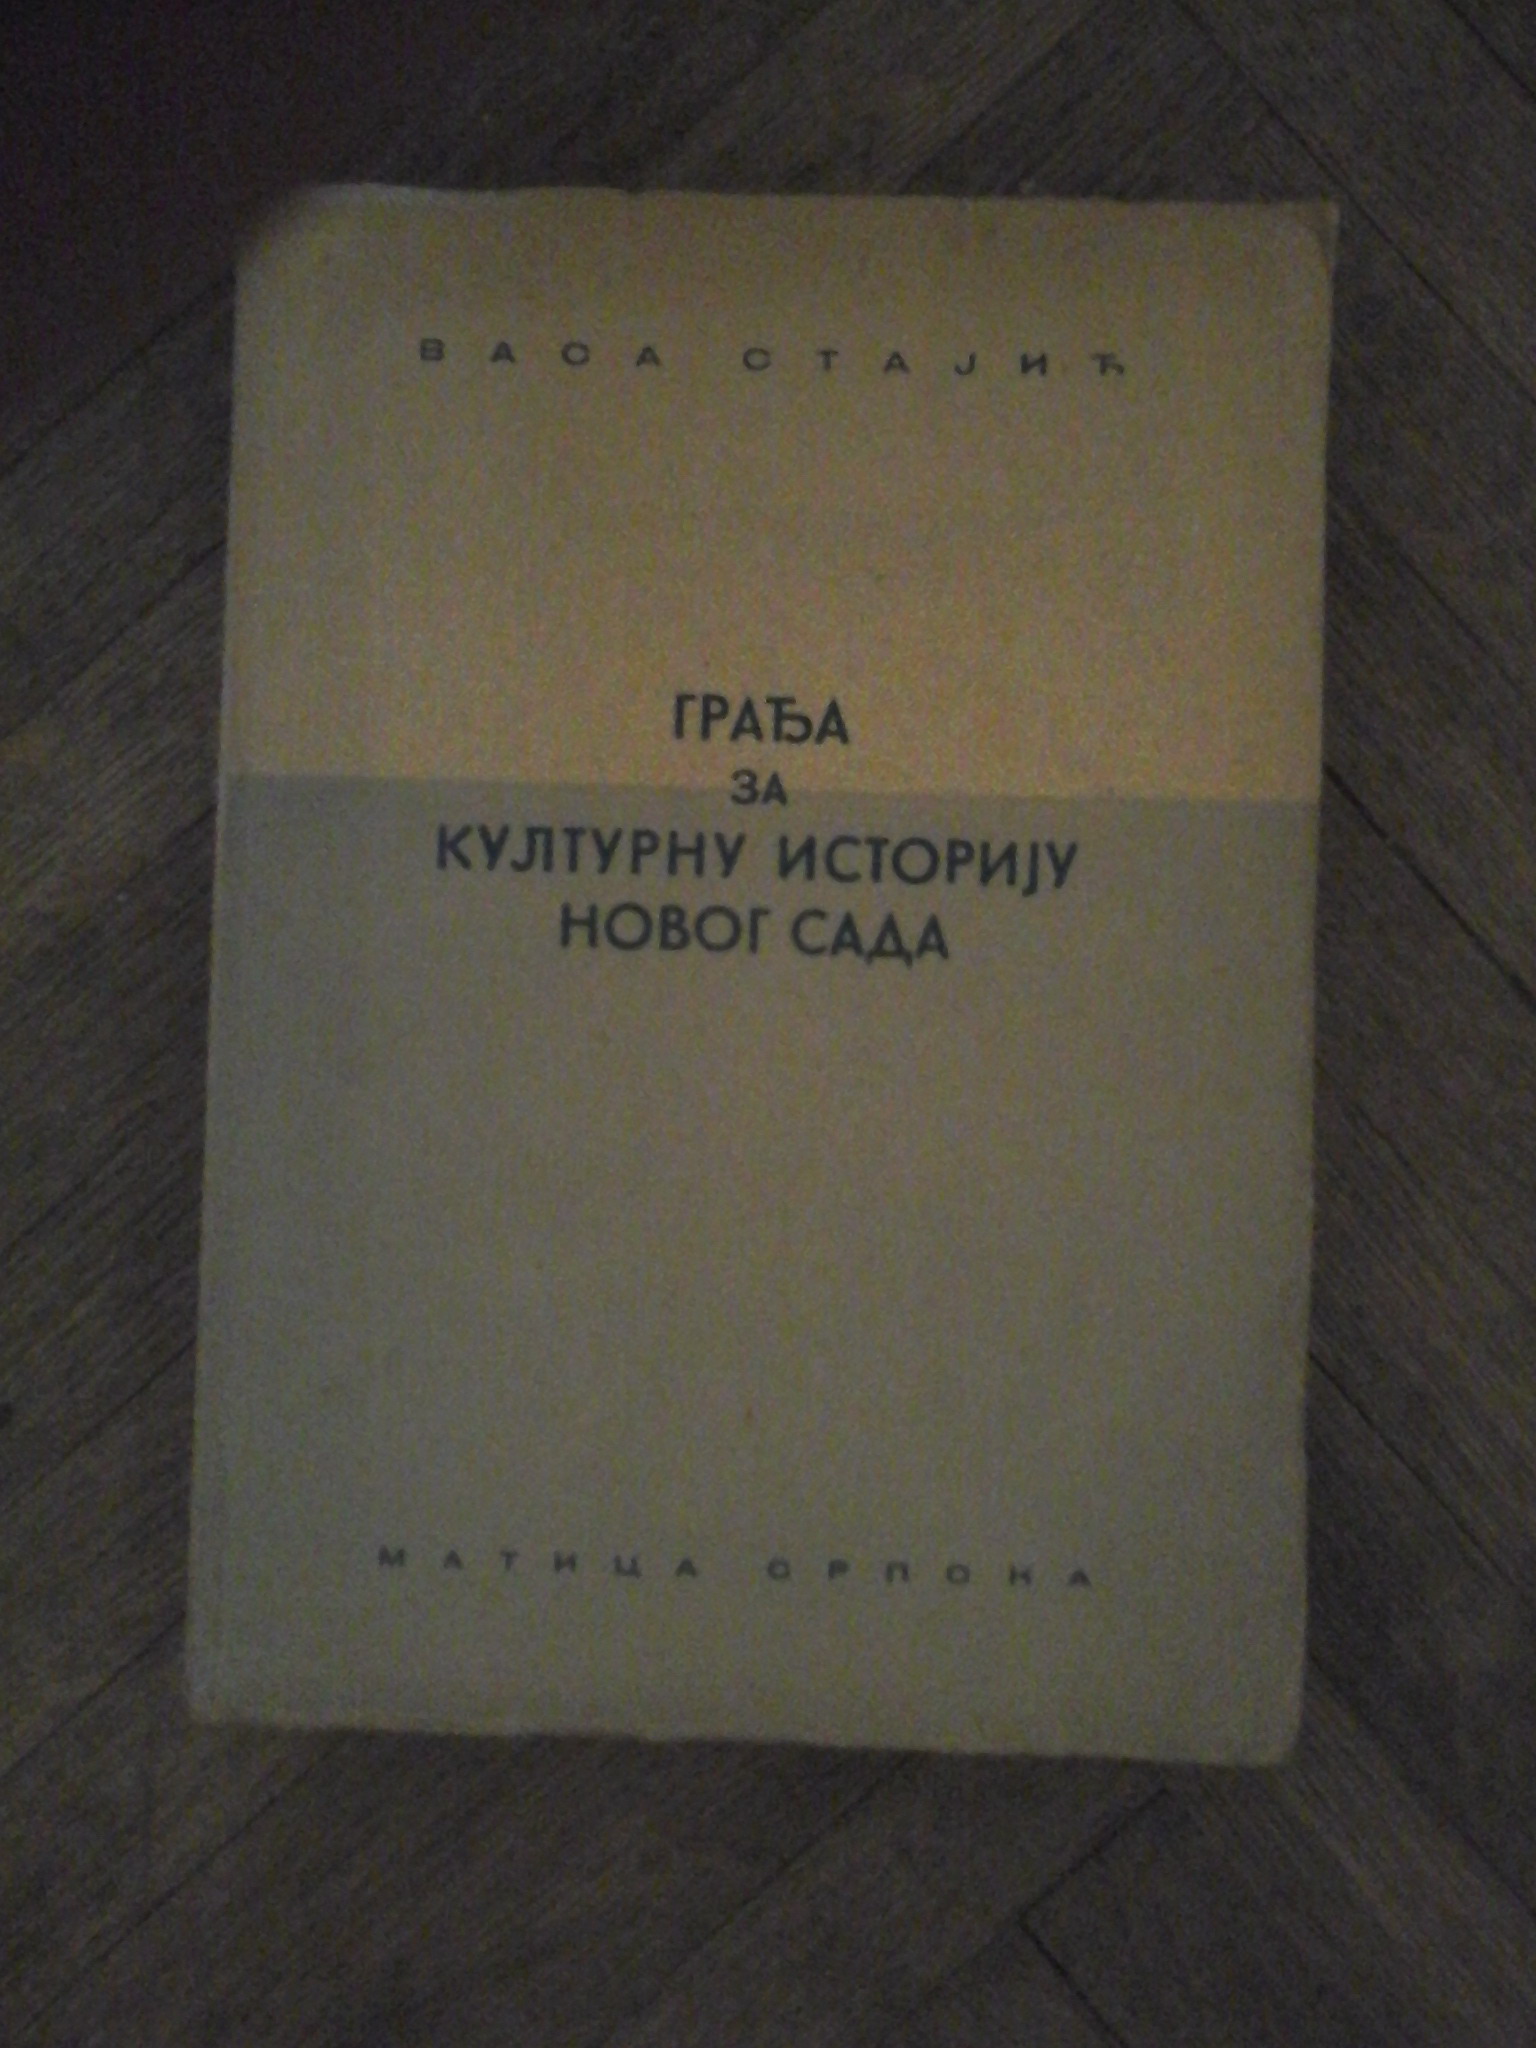 ВАСА СТАЈИЋ
ГРАЂА
ЗА
КУЛТУРНУ ИСТОРИЈУ
НОВОГ САДА
МАТИЦА СРПСКА